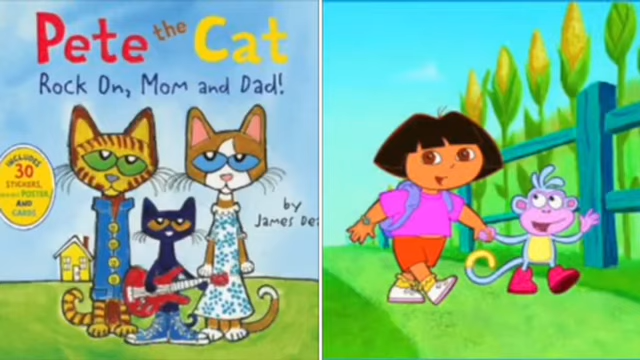 Pete the Cat
Rock On, Mom and Dad!
INCLUDES
30
STICKERS,
POSTER,
AND
CARDS
by
James De